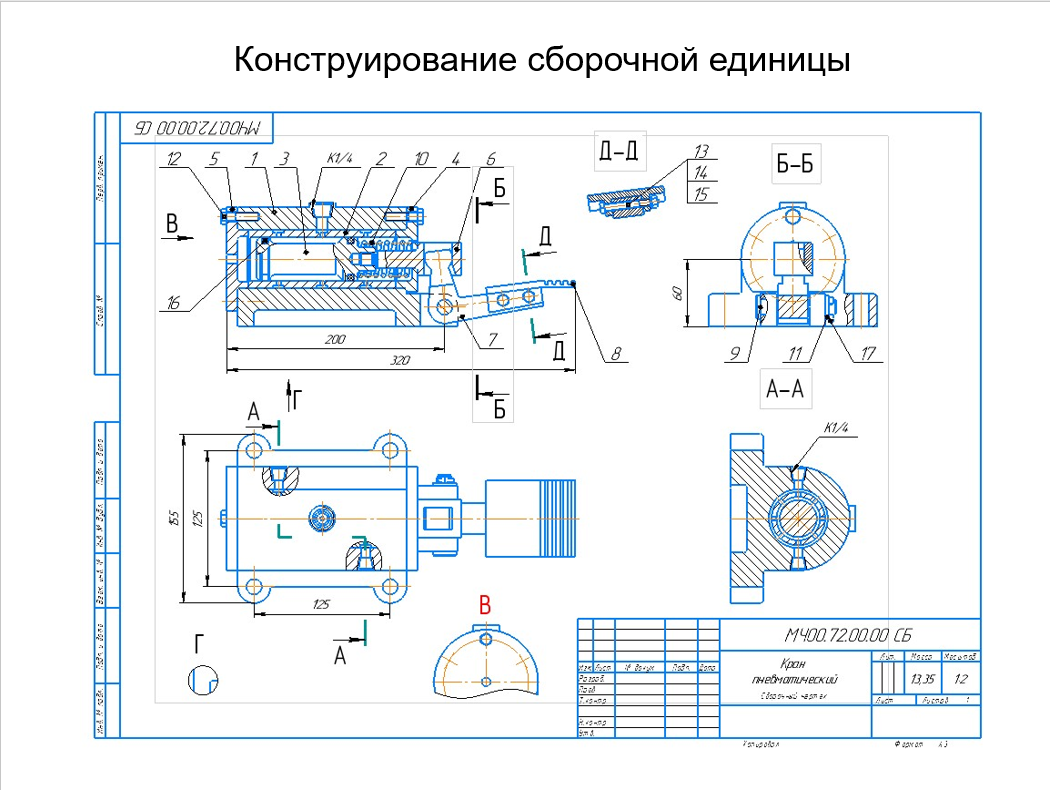 Конструирование сборочной единицы
МЧ00.72.00.00 СБ
12 5 1 3 К1/4 2 10 4 6
Д-Д
13
14
15
Б-Б
Б
В
Д
16
60
7
200
Д
8
9 11 17
320
Б
А-А
Г
А
К1/4
155
125
125
А
В
Г
МЧ00.72.00.00 СБ
Кран
пневматический
Сборочный чертеж
Лит. Масса Масштаб
13,35 1:2
Лист Листов 1
Изм. Лист № докум. Подп. Дата
Разраб.
Пров.
Т.контр.
Н.контр.
Утв.
Перв. примен.
Справ. №
Подп. и дата
Инв. № дубл.
Взам. инв. №
Подп. и дата
Инв. № подл.
Копировал Формат А3